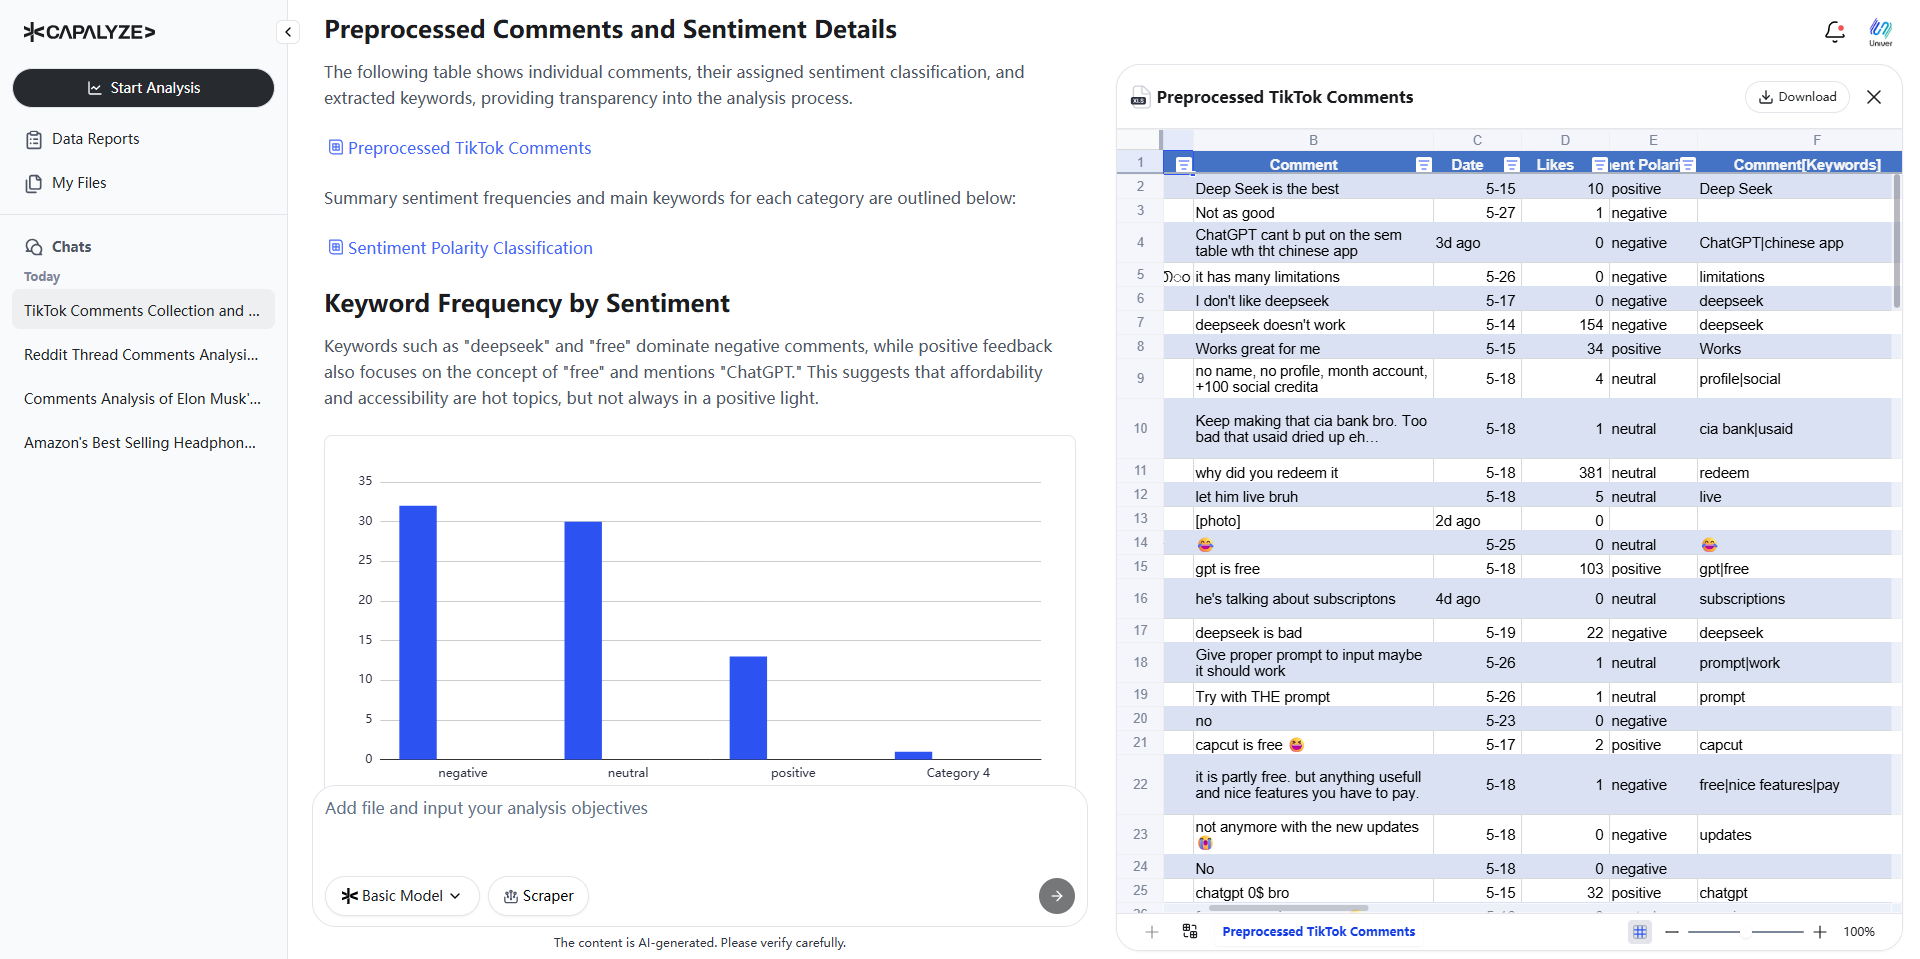 CAPALYZE
Start Analysis
Data Reports
My Files
Chats
Today
TikTok Comments Collection and ...
Reddit Thread Comments Analysi...
Comments Analysis of Elon Musk'...
Amazon's Best Selling Headphon...
Preprocessed Comments and Sentiment Details
The following table shows individual comments, their assigned sentiment classification, and
extracted keywords, providing transparency into the analysis process.
Preprocessed TikTok Comments
Summary sentiment frequencies and main keywords for each category are outlined below:
Sentiment Polarity Classification
Keyword Frequency by Sentiment
Keywords such as "deepseek" and "free" dominate negative comments, while positive feedback
also focuses on the concept of "free" and mentions "ChatGPT." This suggests that affordability
and accessibility are hot topics, but not always in a positive light.
35
30
25
20
15
10
5
0
negative neutral positive Category 4
Add file and input your analysis objectives
Basic Model Scraper
The content is AI-generated. Please verify carefully.
Univer
XLS Preprocessed TikTok Comments Download
B C D E F
1 Comment Date Likes ent Polari Comment[Keywords]
2 Deep Seek is the best 5-15 10 positive Deep Seek
3 Not as good 5-27 1 negative
4 ChatGPT cant b put on the sem
table wth tht chinese app 3d ago 0 negative ChatGPT|chinese app
5 it has many limitations 5-26 0 negative limitations
6 I don't like deepseek 5-17 0 negative deepseek
7 deepseek doesn't work 5-14 154 negative deepseek
8 Works great for me 5-15 34 positive Works
9 no name, no profile, month account,
+100 social credita 5-18 4 neutral profile|social
10 Keep making that cia bank bro. Too
bad that usaid dried up eh... 5-18 1 neutral cia bank|usaid
11 why did you redeem it 5-18 381 neutral redeem
12 let him live bruh 5-18 5 neutral live
13 [photo] 2d ago 0
14 😂 5-25 0 neutral 😂
15 gpt is free 5-18 103 positive gpt|free
16 he's talking about subscriptons 4d ago 0 neutral subscriptions
17 deepseek is bad 5-19 22 negative deepseek
18 Give proper prompt to input maybe
it should work 5-26 1 neutral prompt|work
19 Try with THE prompt 5-26 1 neutral prompt
20 no 5-23 0 negative
21 capcut is free 😆 5-17 2 positive capcut
22 it is partly free. but anything usefull
and nice features you have to pay. 5-18 1 negative free|nice features|pay
23 not anymore with the new updates
😭 5-18 0 negative updates
24 No 5-18 0 negative
25 chatgpt 0$ bro 5-15 32 positive chatgpt
Preprocessed TikTok Comments 100%